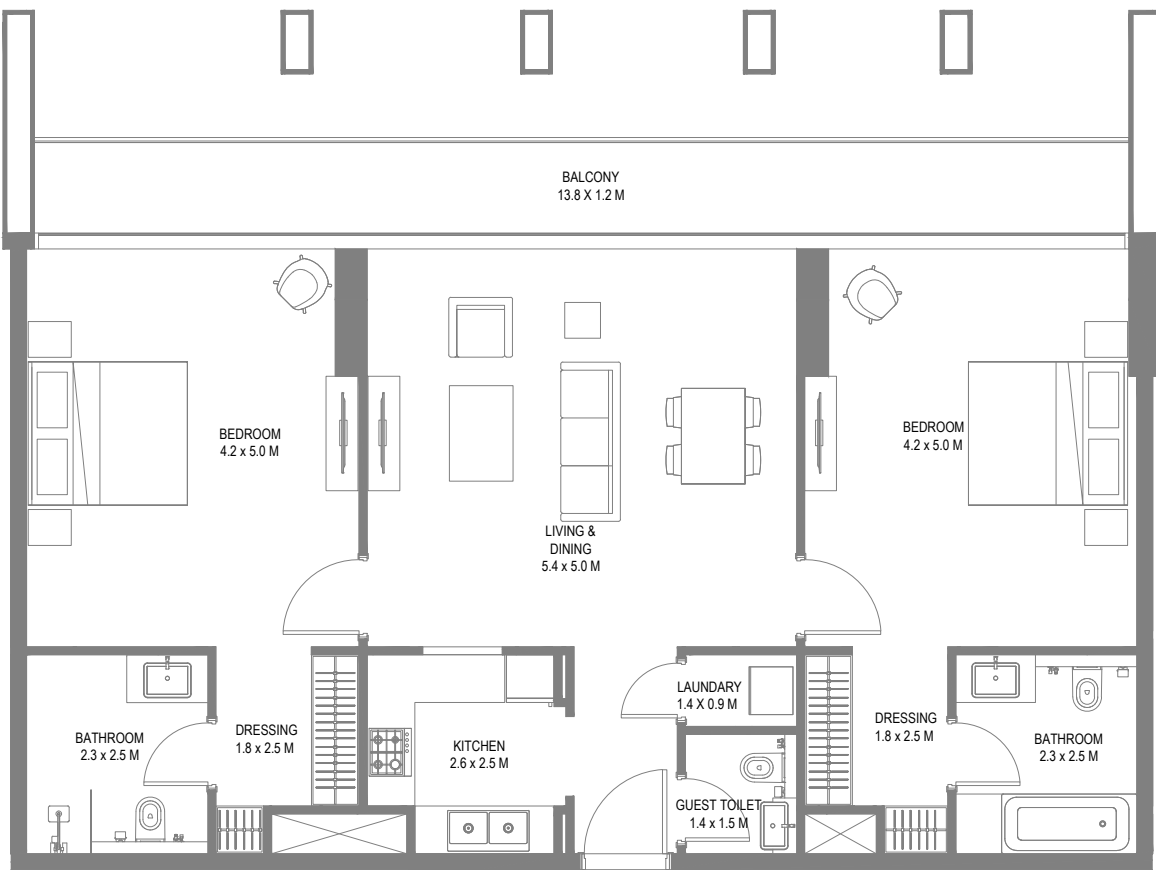 BALCONY
13.8 X 1.2 M
BEDROOM
4.2 x 5.0 M
BEDROOM
4.2 x 5.0 M
LIVING &
DINING
5.4 x 5.0 M
LAUNDARY
1.4 X 0.9 M
DRESSING
1.8 x 2.5 M
DRESSING
1.8 x 2.5 M
BATHROOM
2.3 x 2.5 M
KITCHEN
2.6 x 2.5 M
BATHROOM
2.3 x 2.5 M
GUEST TOILET
1.4 x 1.5 M